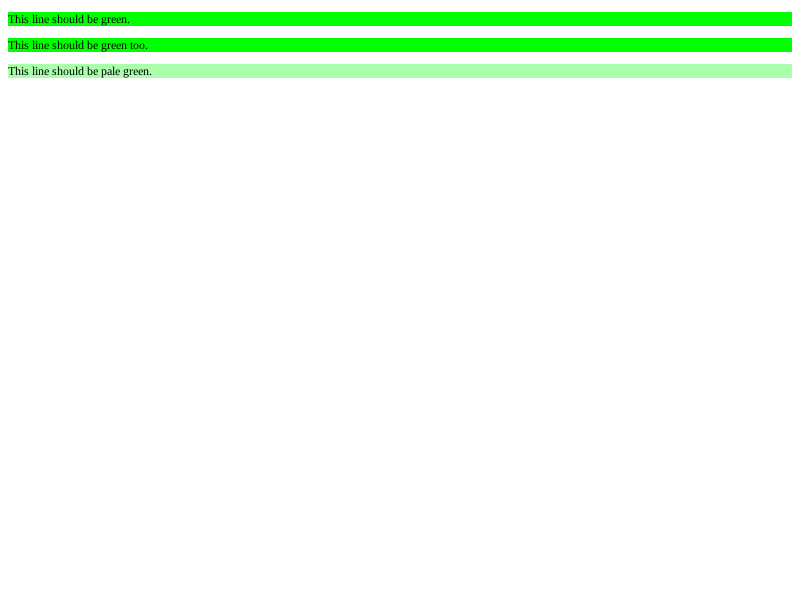 This line should be green.
This line should be green too.
This line should be pale green.